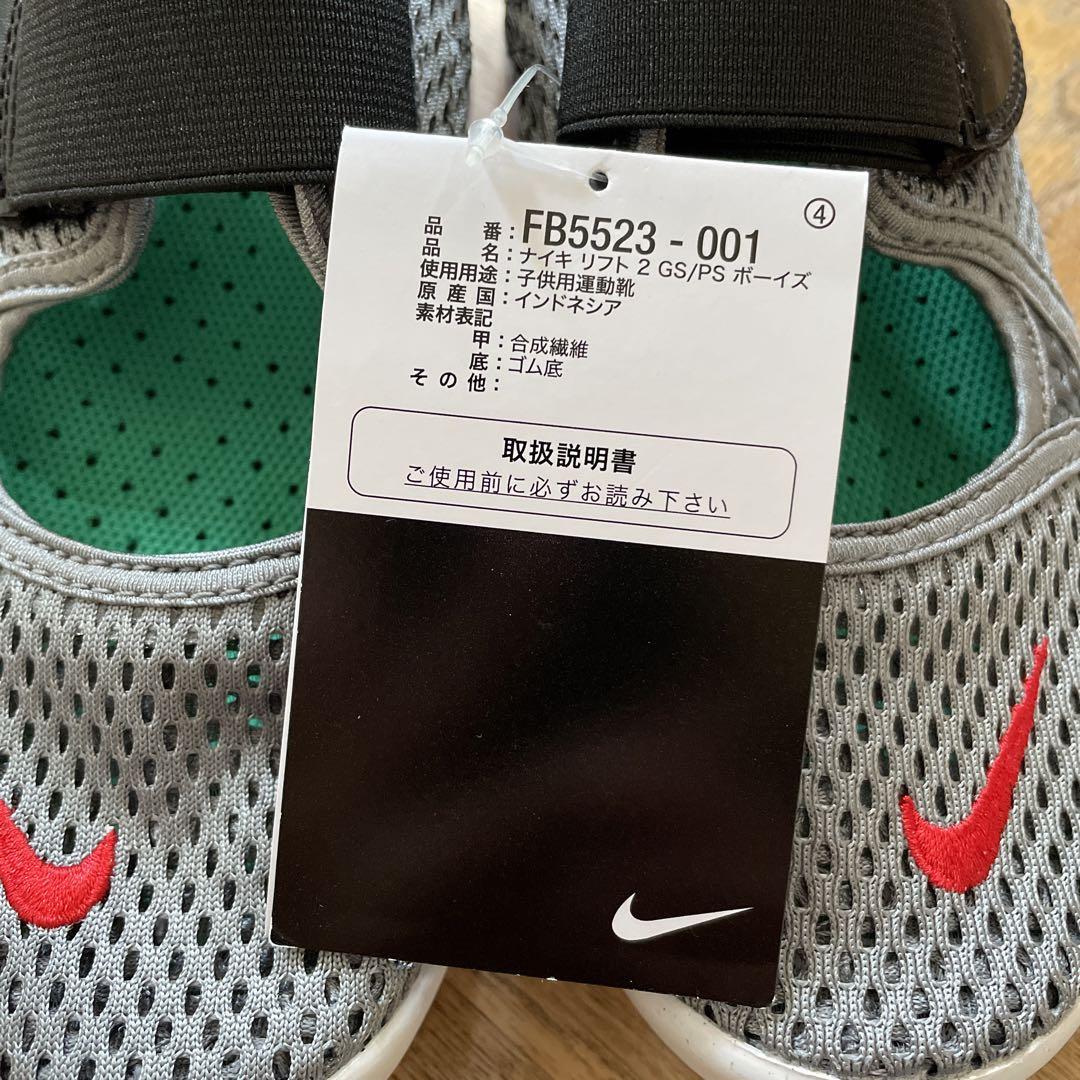 ④
品 番：FB5523 - 001
品 名：ナイキ リフト 2 GS/PS ボーイズ
使用用途：子供用運動靴
原 産 国：インドネシア
素材表記
甲：合成繊維
底：ゴム底
そ の 他：
取扱説明書
ご使用前に必ずお読み下さい